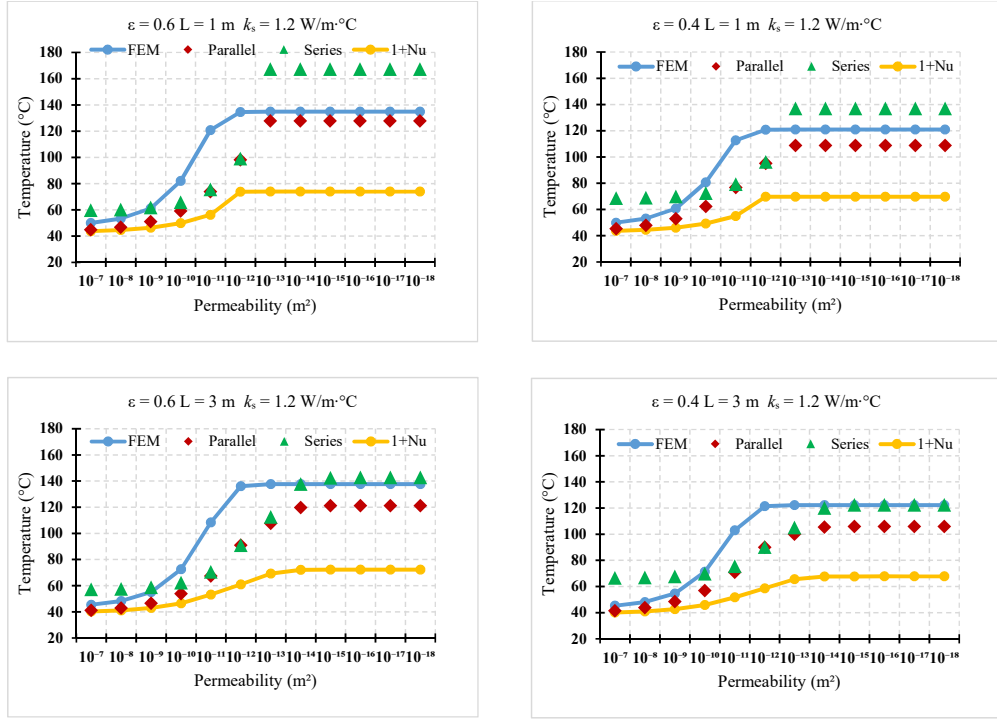 ε = 0.6 L = 1 m kₛ = 1.2 W/m·°C
FEM Parallel Series 1+Nu
Temperature (°C)
180
160
140
120
100
80
60
40
20
10⁻⁷ 10⁻⁸ 10⁻⁹ 10⁻¹⁰ 10⁻¹¹ 10⁻¹² 10⁻¹³ 10⁻¹⁴ 10⁻¹⁵ 10⁻¹⁶ 10⁻¹⁷ 10⁻¹⁸
Permeability (m²)
ε = 0.4 L = 1 m kₛ = 1.2 W/m·°C
FEM Parallel Series 1+Nu
Temperature (°C)
180
160
140
120
100
80
60
40
20
10⁻⁷ 10⁻⁸ 10⁻⁹ 10⁻¹⁰ 10⁻¹¹ 10⁻¹² 10⁻¹³ 10⁻¹⁴ 10⁻¹⁵ 10⁻¹⁶ 10⁻¹⁷ 10⁻¹⁸
Permeability (m²)
ε = 0.6 L = 3 m kₛ = 1.2 W/m·°C
FEM Parallel Series 1+Nu
Temperature (°C)
180
160
140
120
100
80
60
40
20
10⁻⁷ 10⁻⁸ 10⁻⁹ 10⁻¹⁰ 10⁻¹¹ 10⁻¹² 10⁻¹³ 10⁻¹⁴ 10⁻¹⁵ 10⁻¹⁶ 10⁻¹⁷ 10⁻¹⁸
Permeability (m²)
ε = 0.4 L = 3 m kₛ = 1.2 W/m·°C
FEM Parallel Series 1+Nu
Temperature (°C)
180
160
140
120
100
80
60
40
20
10⁻⁷ 10⁻⁸ 10⁻⁹ 10⁻¹⁰ 10⁻¹¹ 10⁻¹² 10⁻¹³ 10⁻¹⁴ 10⁻¹⁵ 10⁻¹⁶ 10⁻¹⁷ 10⁻¹⁸
Permeability (m²)